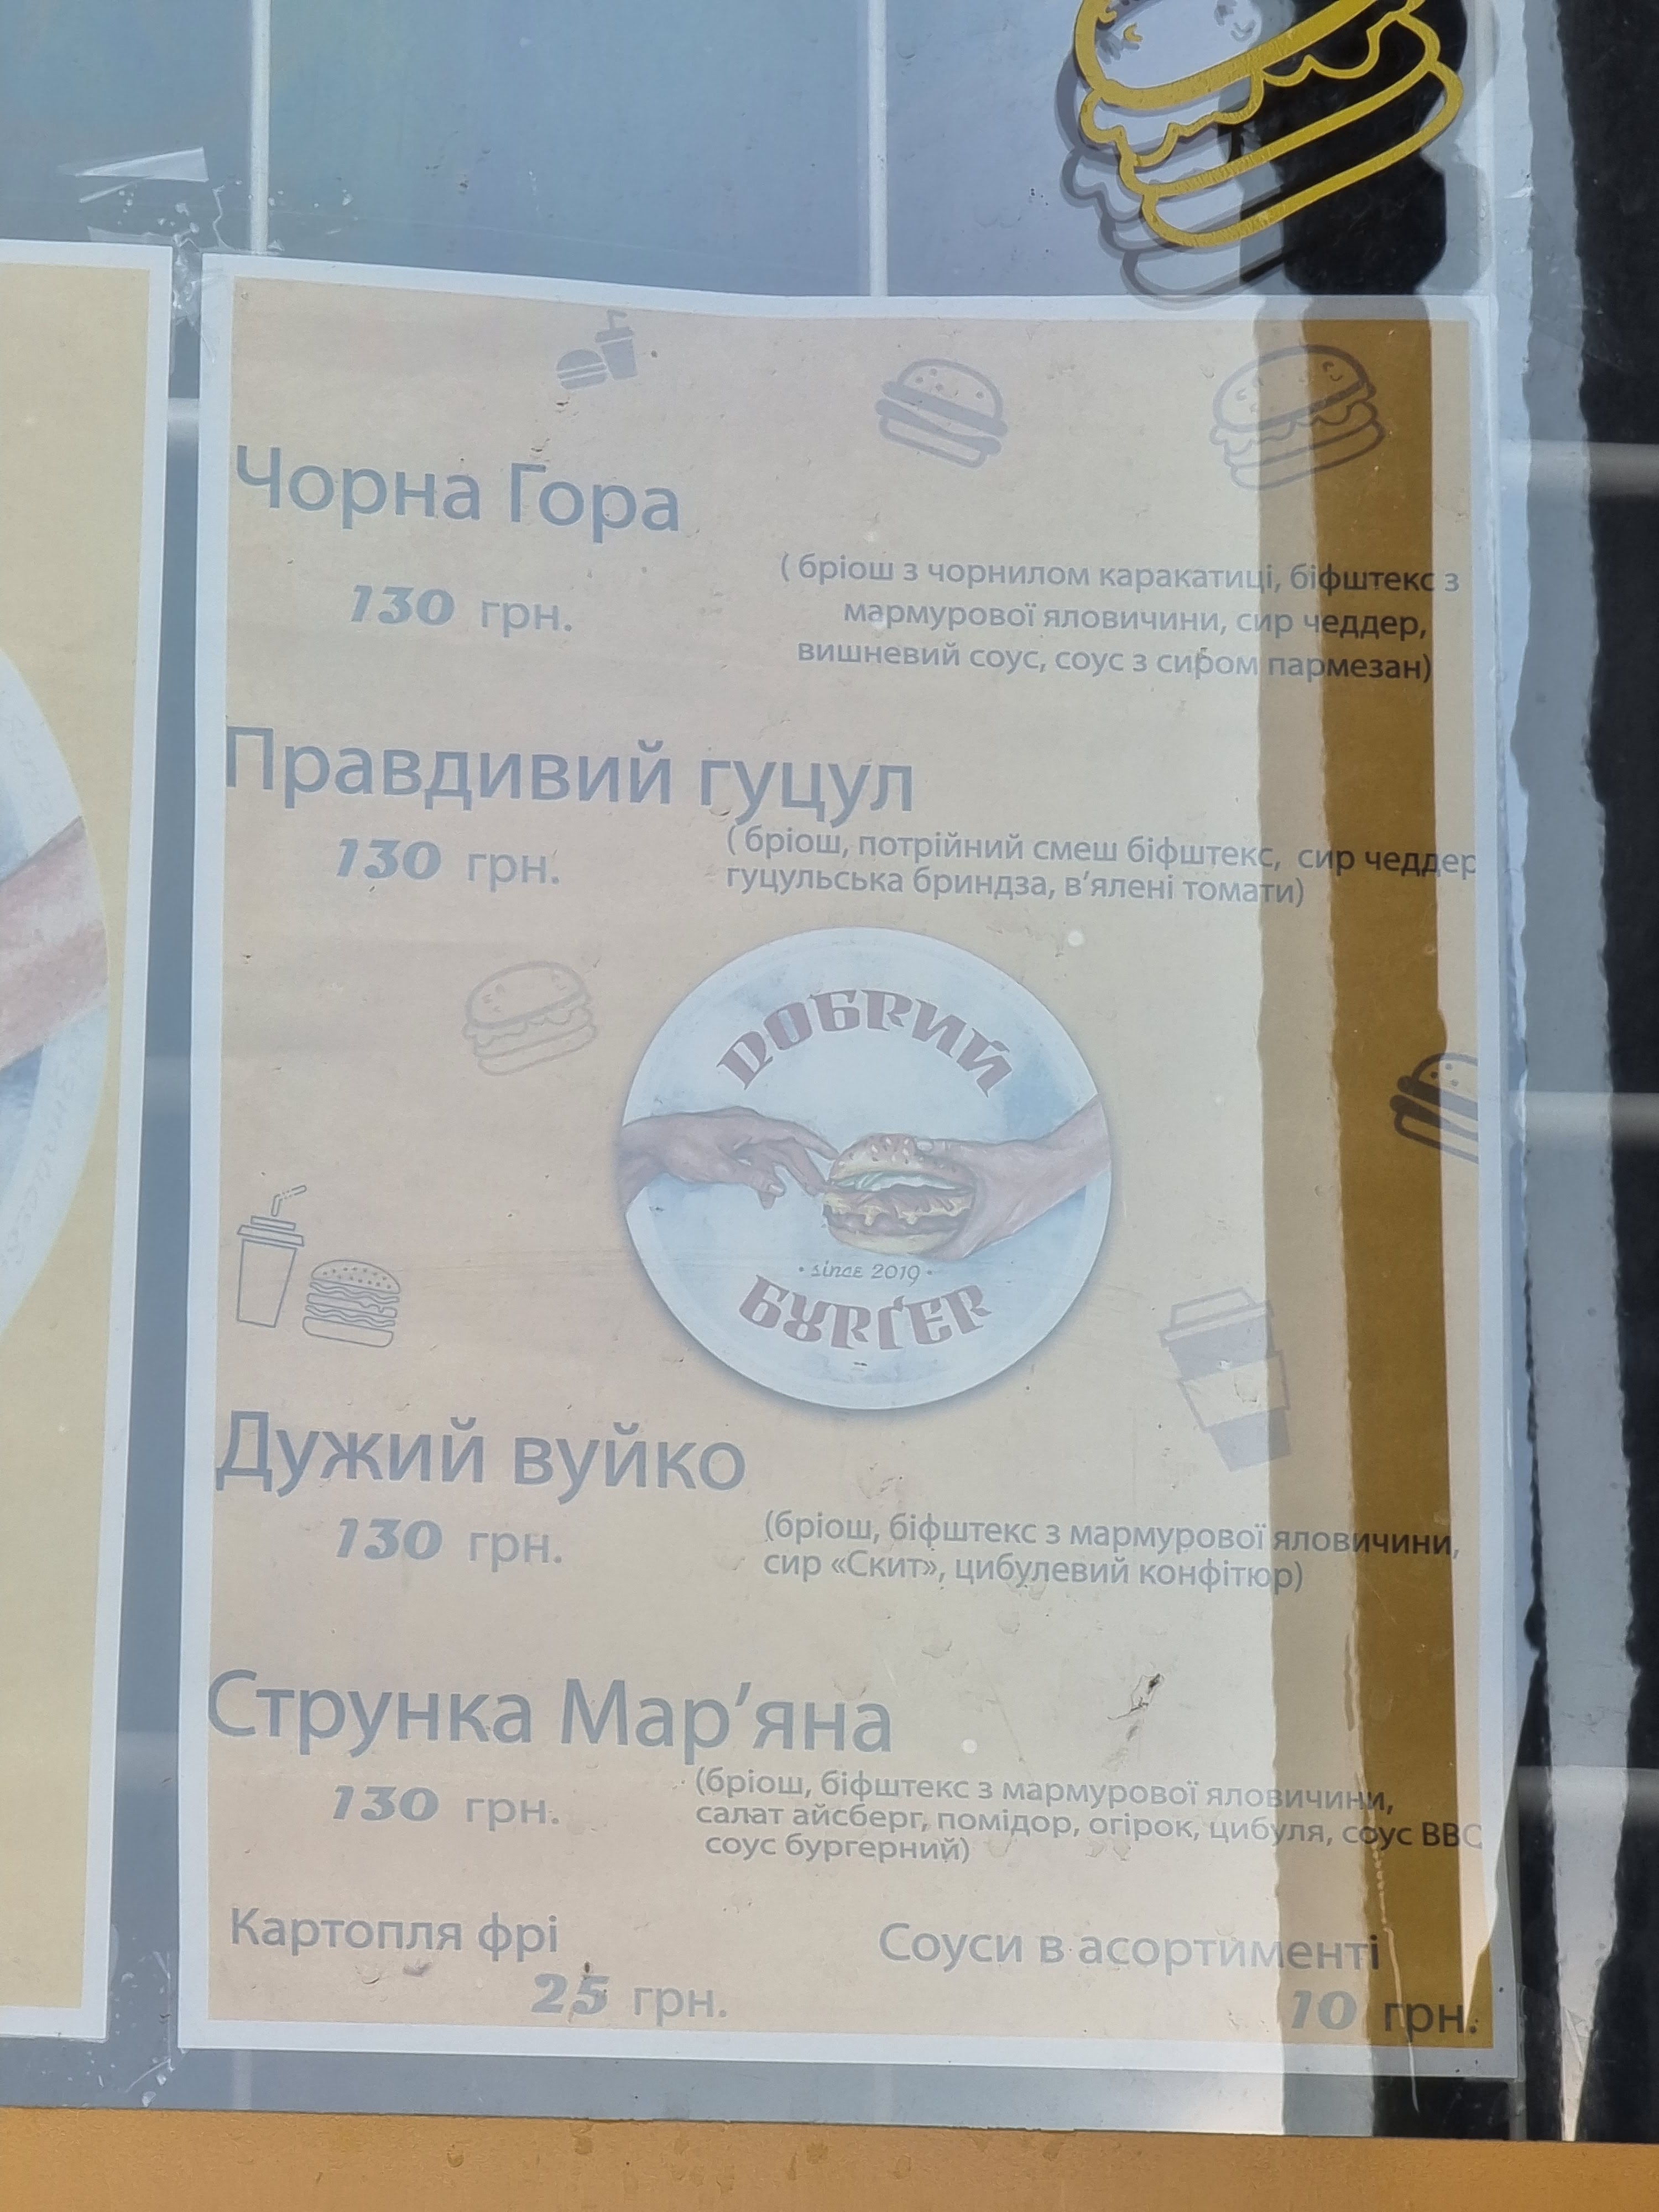 Чорна Гора
130 грн.
( бріош з чорнилом каракатиці, біфштекс з
мармурової яловичини, сир чеддер,
вишневий соус, соус з сиром пармезан)
Правдивий гуцул
130 грн.
( бріош, потрійний смеш біфштекс, сир чеддер
гуцульська бриндза, в'ялені томати)
ДОБРИЙ
• since 2019 •
БУРҐЕР
Дужий вуйко
130 грн.
(бріош, біфштекс з мармурової яловичини,
сир «Скит», цибулевий конфітюр)
Струнка Мар'яна
130 грн.
(бріош, біфштекс з мармурової яловичини,
салат айсберг, помідор, огірок, цибуля, соус BBQ
соус бургерний)
Картопля фрі
25 грн.
Соуси в асортименті
10 грн.